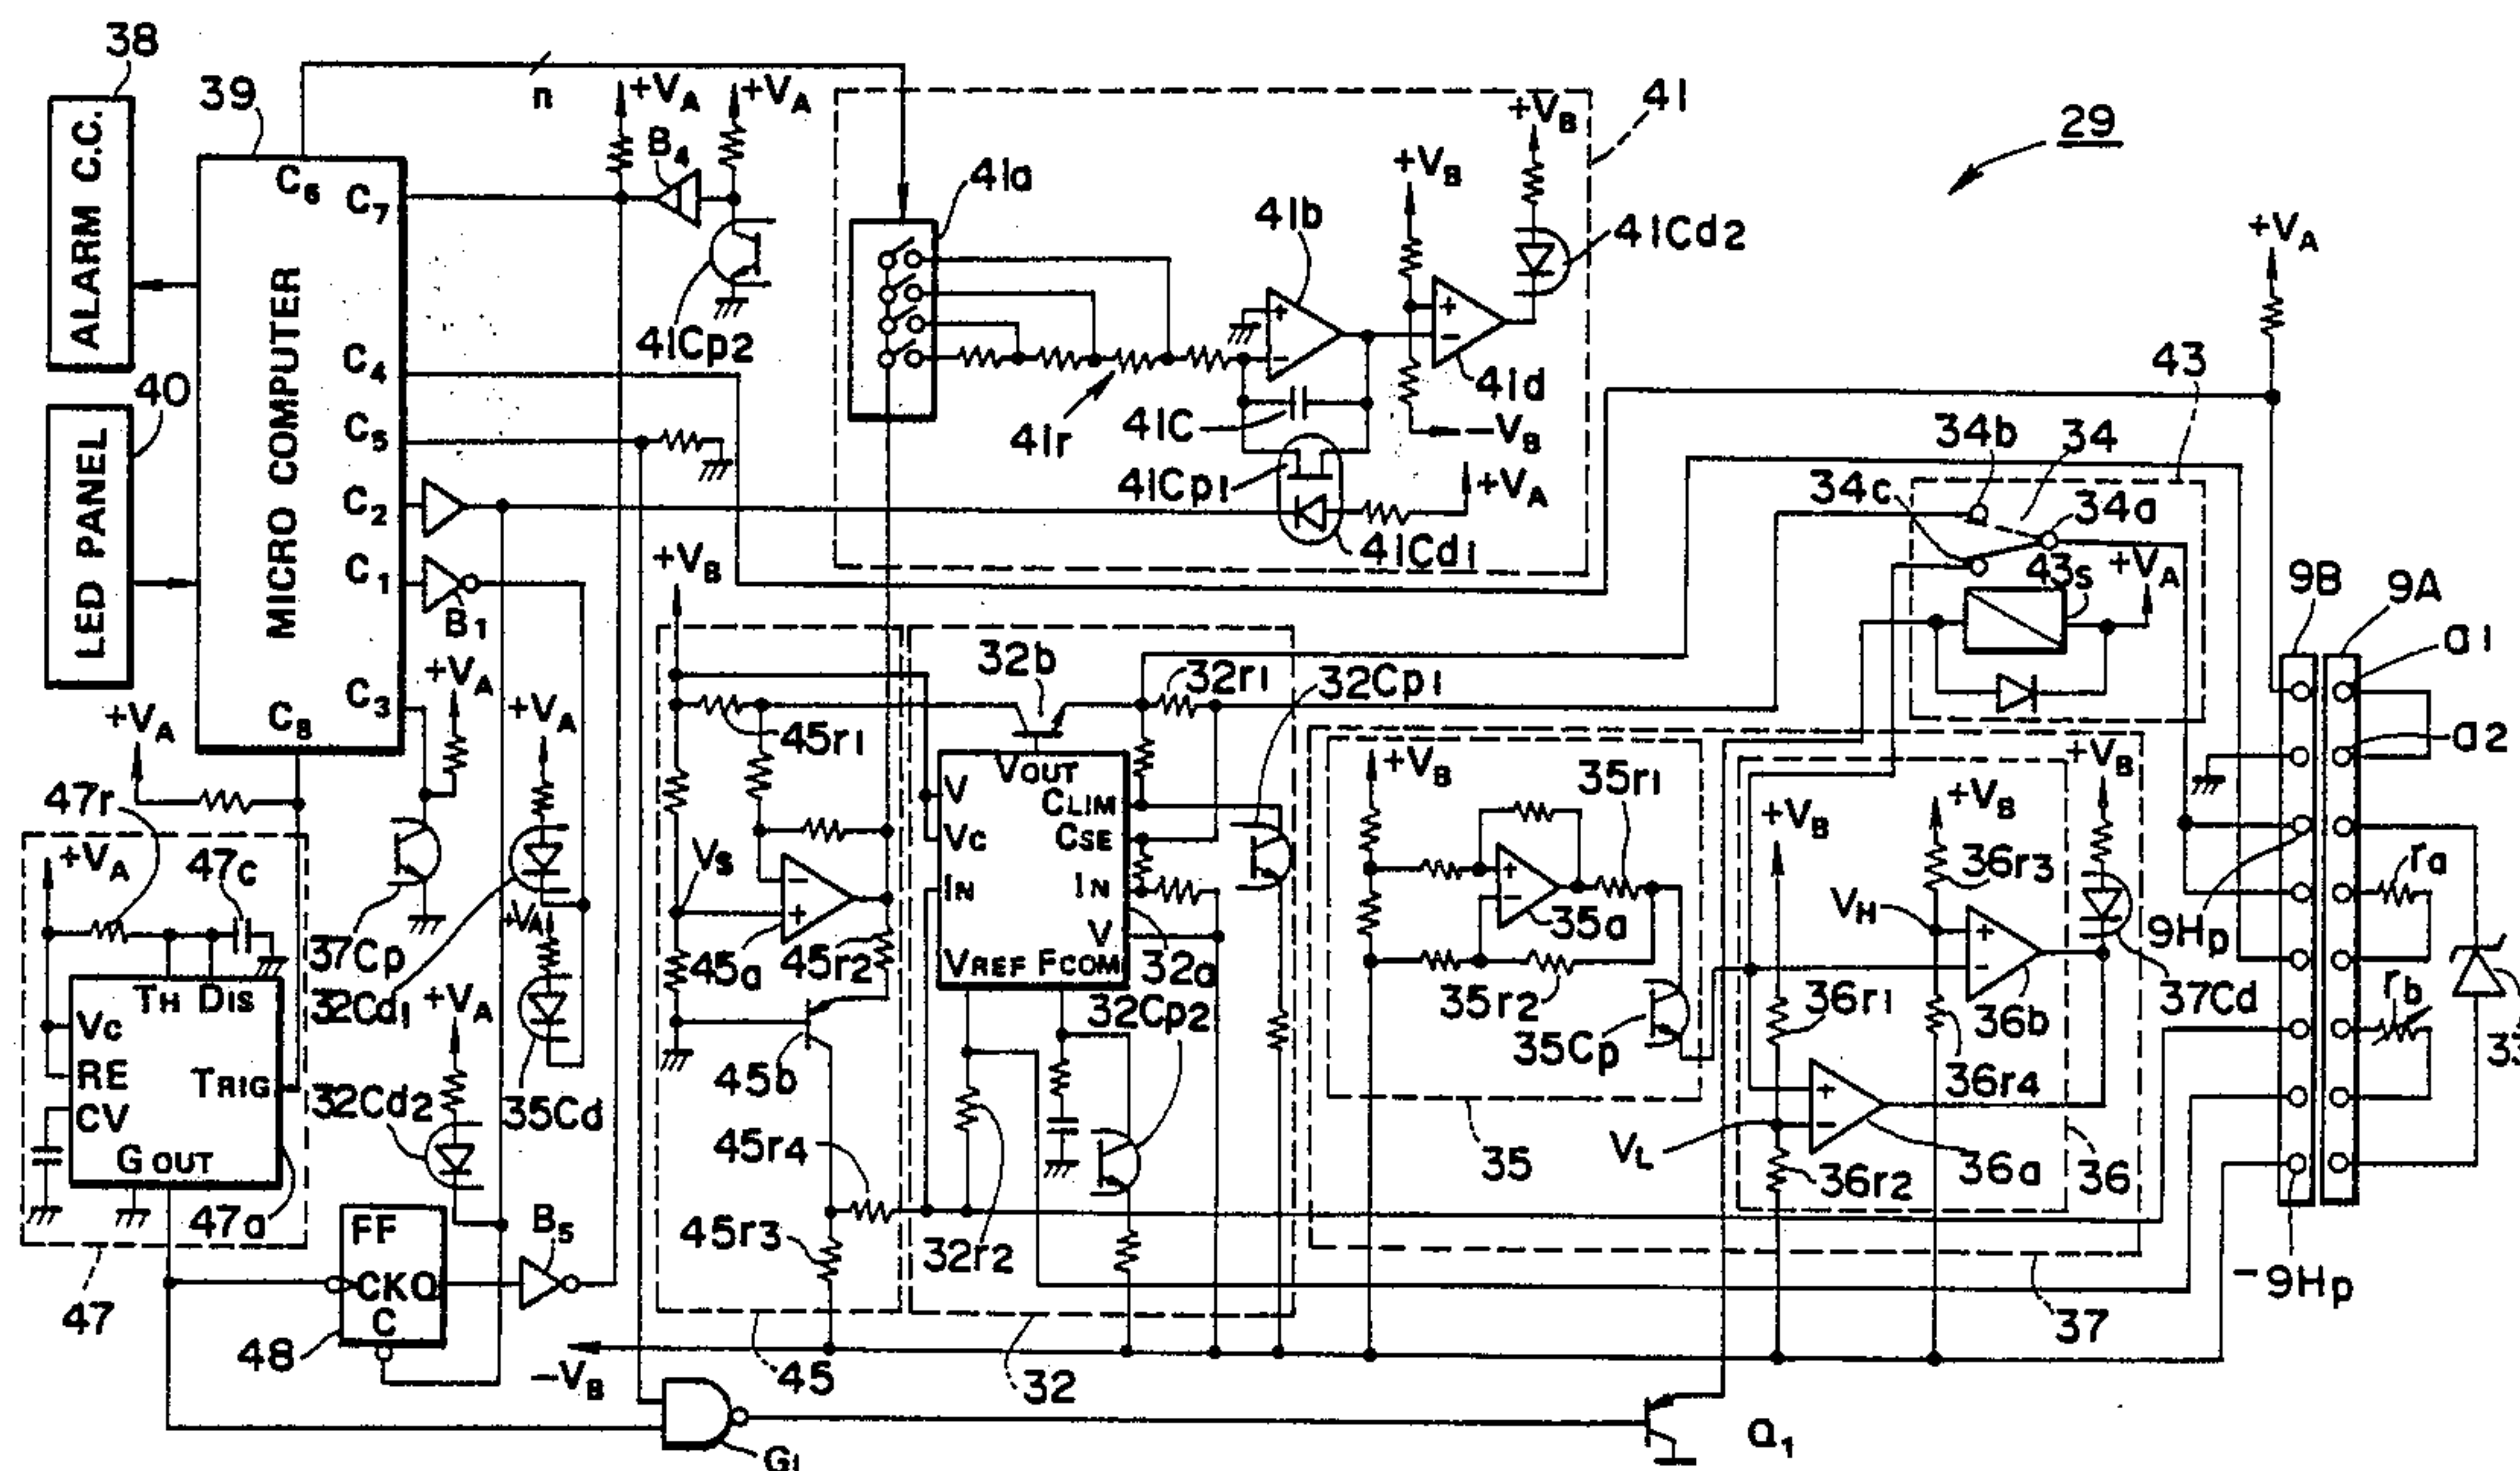 38
39
n
+VA
+VA
+VB
41
29
ALARM C.C.
C6
C7
B4
41a
+VB
41b
41Cd2
+VA
MICRO COMPUTER
41Cp2
C4
40
41d
43
LED PANEL
C5
41r
41C
-VB
34b
34
C2
41Cp1
+VA
34c
34a
C1
41Cd1
+VB
43s
+VA
9B
9A
B1
a1
32b
32r1
32Cp1
+VA
C3
+VA
C8
+VA
45r1
a2
47r
VOUT
+VB
35r1
+VB
V
CLIM
+VB
+VB
+VA
47c
VC
CSE
36r3
ra
VS
IN
IN
VH
+VA
35a
9HP
37Cp
45a
45r2
V
VREF
FCOM
32a
TH
DIS
32Cd1
+VA
35r2
36r1
36b
37Cd
rb
VC
32Cp2
35Cp
RE
TRIG
45b
36r4
CV
32Cd2
35Cd
G
OUT
45r4
35
VL
36a
36
36r2
47a
FF
B5
45r3
32r2
CK
Q
-9HP
47
C
48
37
-VB
45
32
G1
Q1